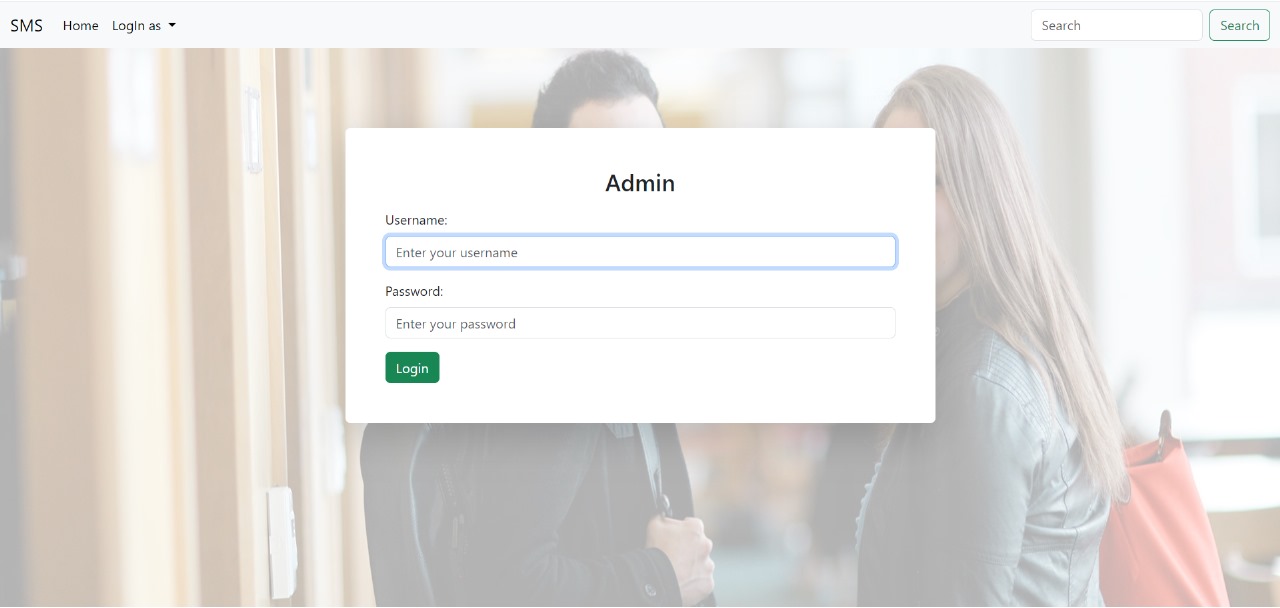 SMS Home LogIn as Search Search
Admin
Username:
Enter your username
Password:
Enter your password
Login